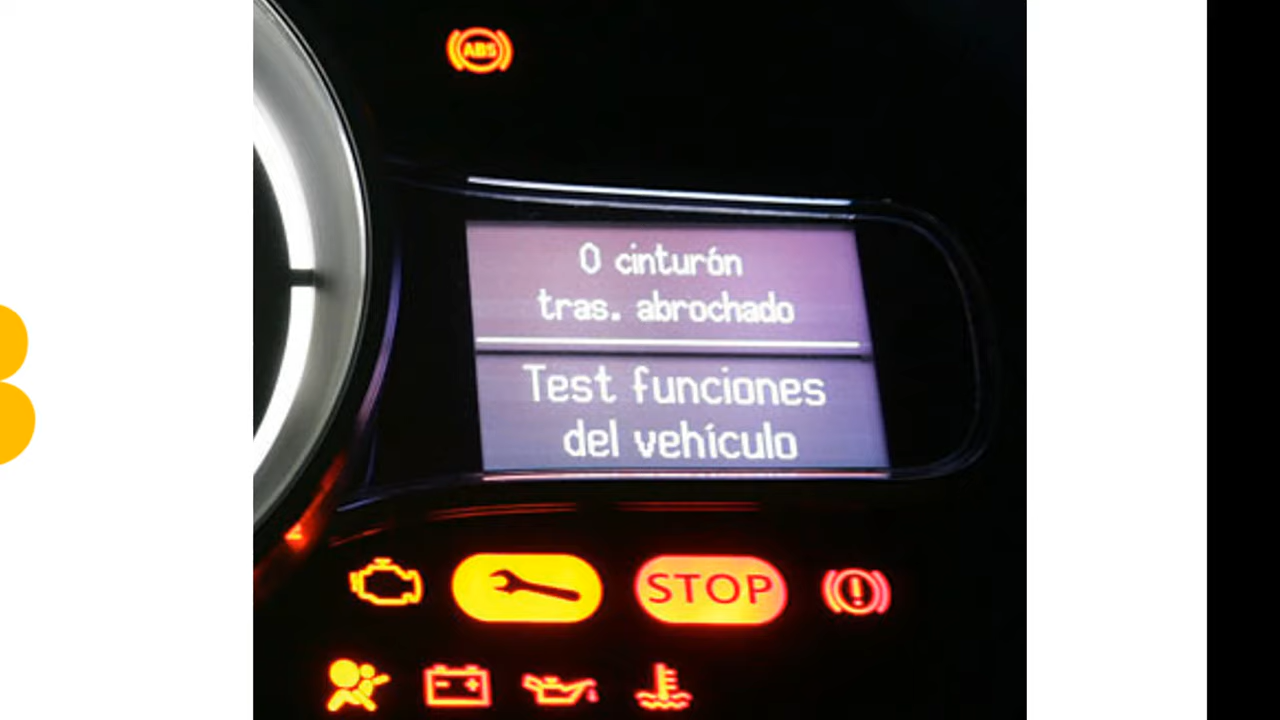 ABS
0 cinturón
tras. abrochado
Test funciones
del vehículo
STOP